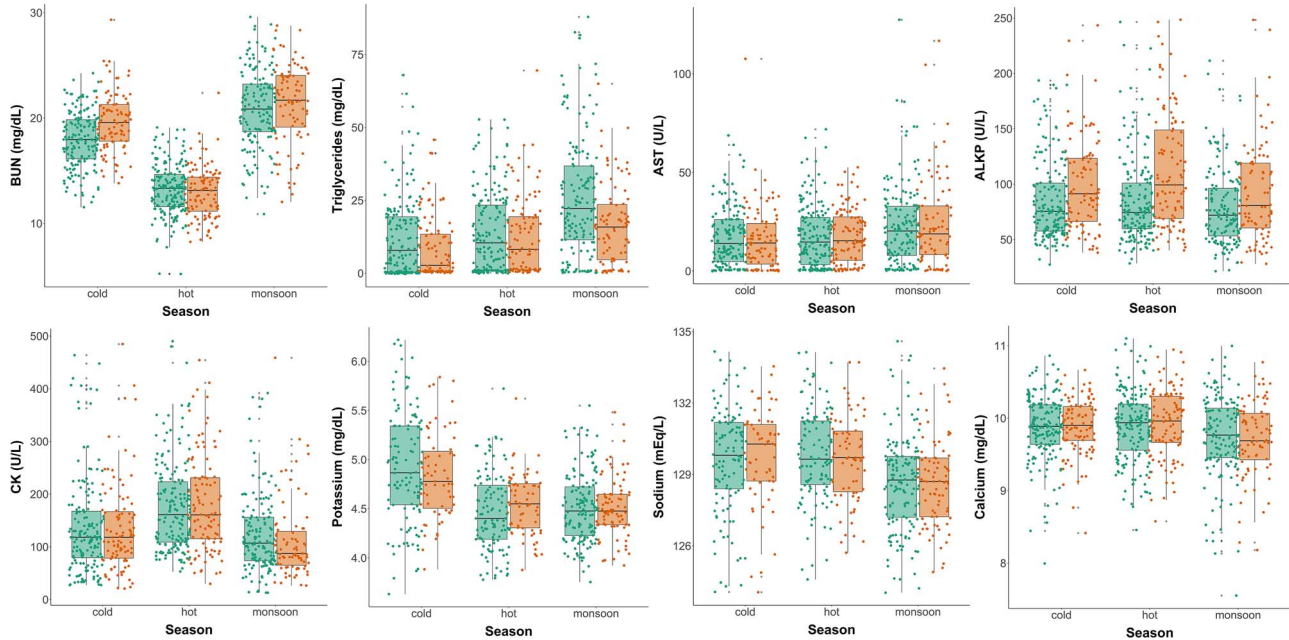 BUN (mg/dL)
30
20
10
cold hot monsoon
Season
Triglycerides (mg/dL)
75
50
25
0
cold hot monsoon
Season
AST (U/L)
100
50
0
cold hot monsoon
Season
ALKP (U/L)
250
200
150
100
50
cold hot monsoon
Season
CK (U/L)
500
400
300
200
100
0
cold hot monsoon
Season
Potassium (mg/dL)
6.0
5.5
5.0
4.5
4.0
cold hot monsoon
Season
Sodium (mEq/L)
135
132
129
126
cold hot monsoon
Season
Calcium (mg/dL)
11
10
9
8
cold hot monsoon
Season